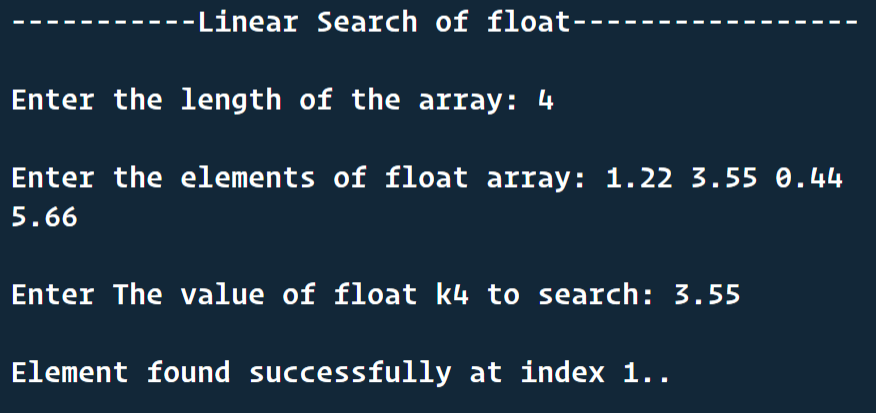 -----------Linear Search of float-----------------
Enter the length of the array: 4
Enter the elements of float array: 1.22 3.55 0.44
5.66
Enter The value of float k4 to search: 3.55
Element found successfully at index 1..